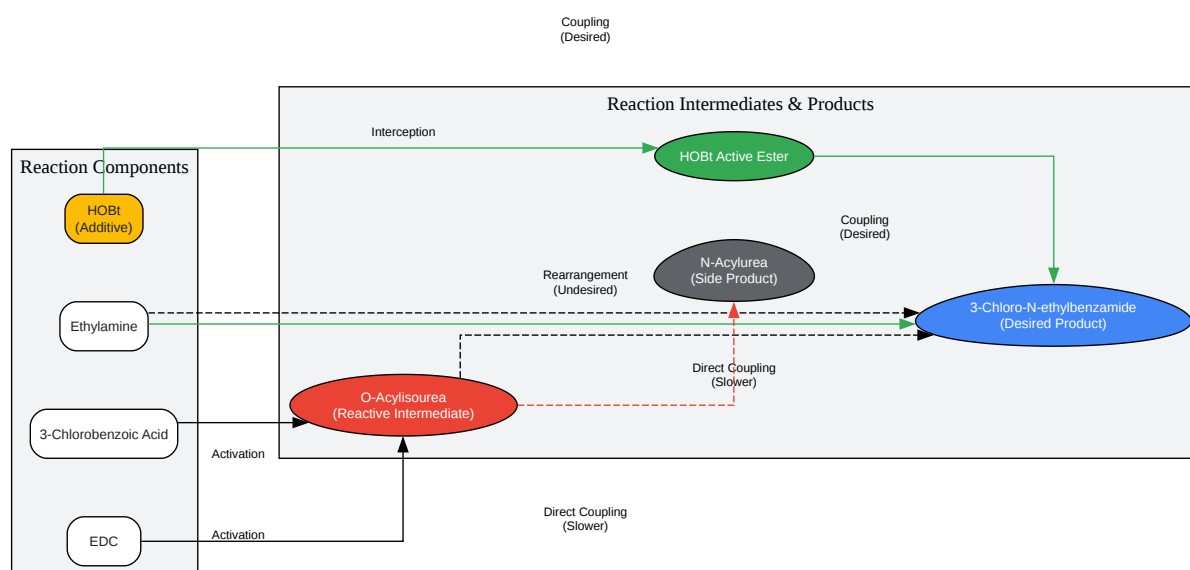 Coupling
(Desired)
Reaction Intermediates & Products
Interception
HOBt Active Ester
Reaction Components
HOBt
(Additive)
Coupling
(Desired)
N-Acylurea
(Side Product)
Rearrangement
(Undesired)
Ethylamine
3-Chloro-N-ethylbenzamide
(Desired Product)
Direct Coupling
(Slower)
O-Acylisourea
(Reactive Intermediate)
3-Chlorobenzoic Acid
Activation
Direct Coupling
(Slower)
EDC
Activation